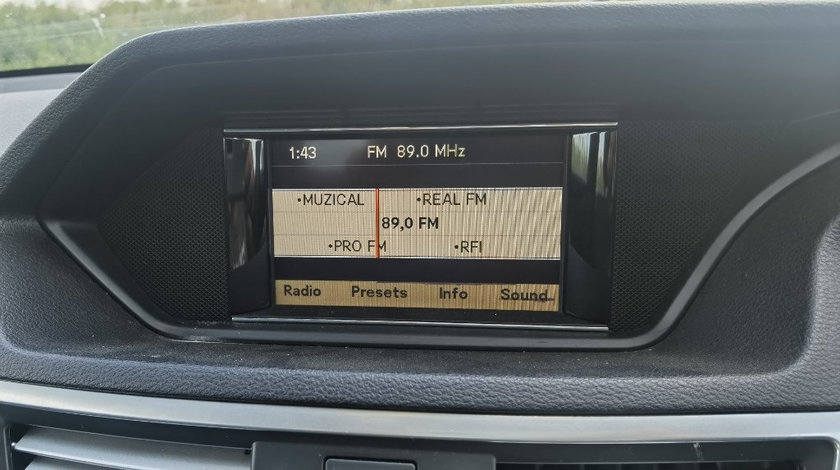 1:43 FM 89.0 MHz
•MUZICAL •REAL FM
89,0 FM
•PRO FM •RFI
Radio Presets Info Sound